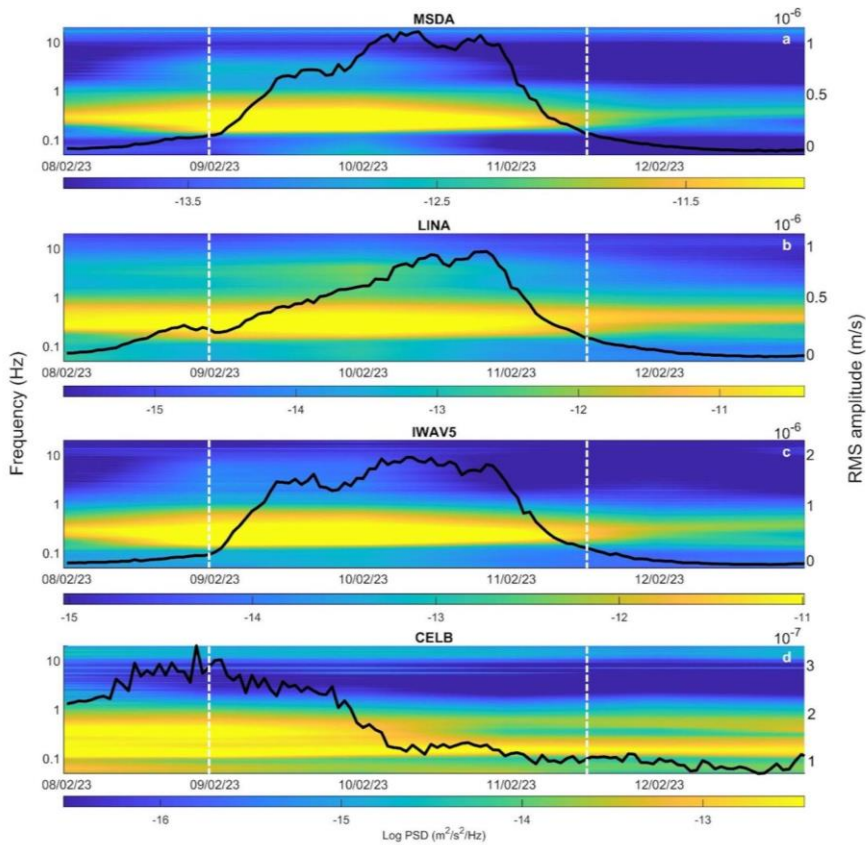 MSDA
10⁻⁶
a
10
1
0.1
1
0.5
0
08/02/23 09/02/23 10/02/23 11/02/23 12/02/23
-13.5 -12.5 -11.5
LINA
10⁻⁶
b
10
1
0.1
1
0.5
0
08/02/23 09/02/23 10/02/23 11/02/23 12/02/23
-15 -14 -13 -12 -11
Frequency (Hz)
RMS amplitude (m/s)
IWAV5
10⁻⁶
c
10
1
0.1
2
1
0
08/02/23 09/02/23 10/02/23 11/02/23 12/02/23
-15 -14 -13 -12 -11
CELB
10⁻⁷
d
10
1
0.1
3
2
1
08/02/23 09/02/23 10/02/23 11/02/23 12/02/23
-16 -15 -14 -13
Log PSD (m²/s²/Hz)